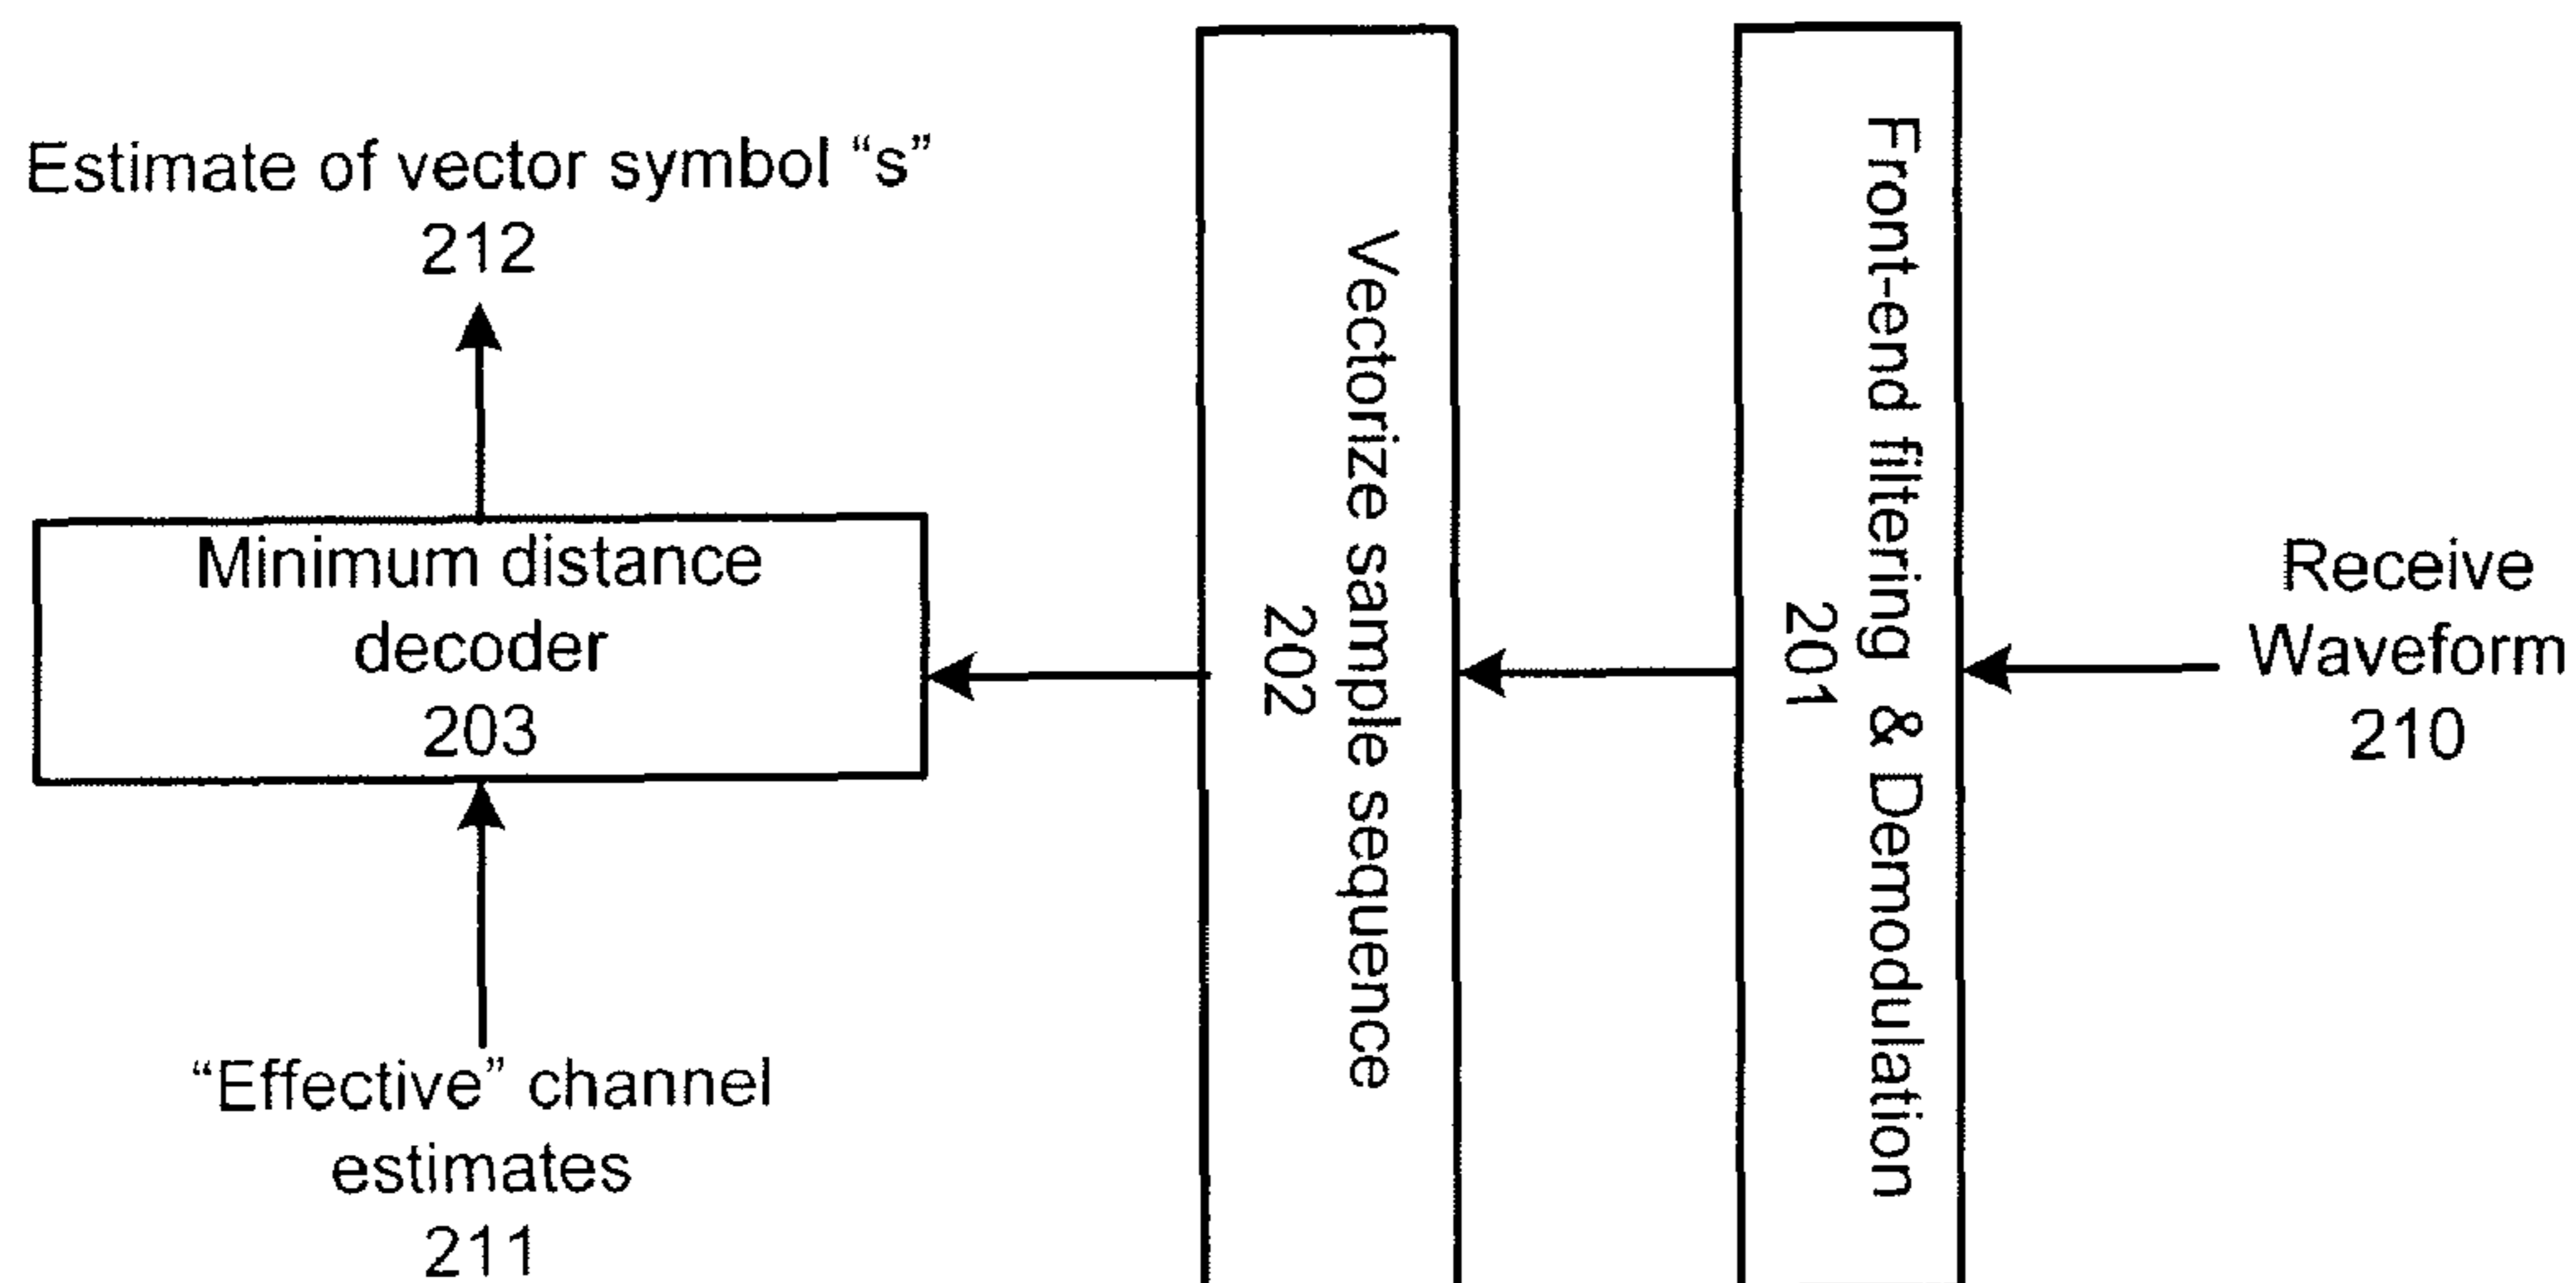 Estimate of vector symbol “s”
212
Minimum distance
decoder
203
“Effective” channel
estimates
211
Vectorize sample sequence
202
Front-end filtering & Demodulation
201
Receive
Waveform
210